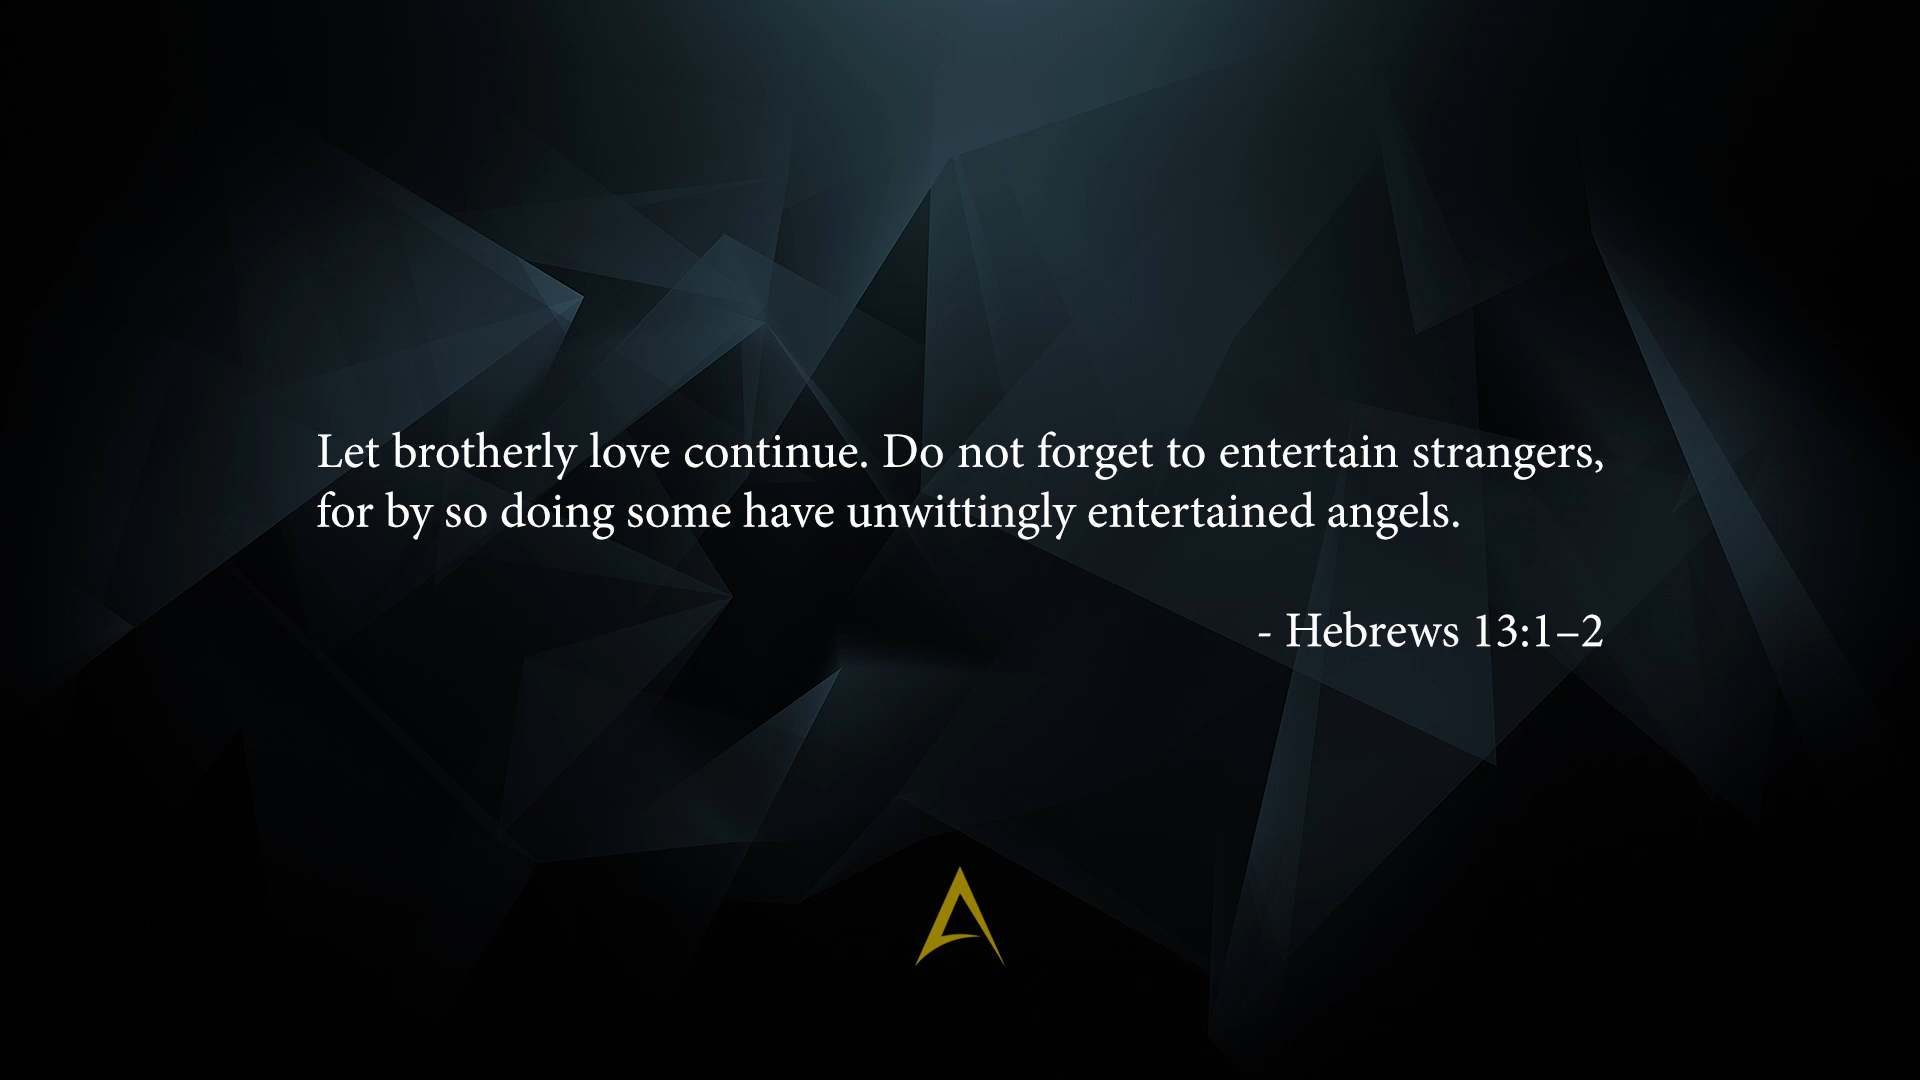 Let brotherly love continue. Do not forget to entertain strangers,
for by so doing some have unwittingly entertained angels.
- Hebrews 13:1–2